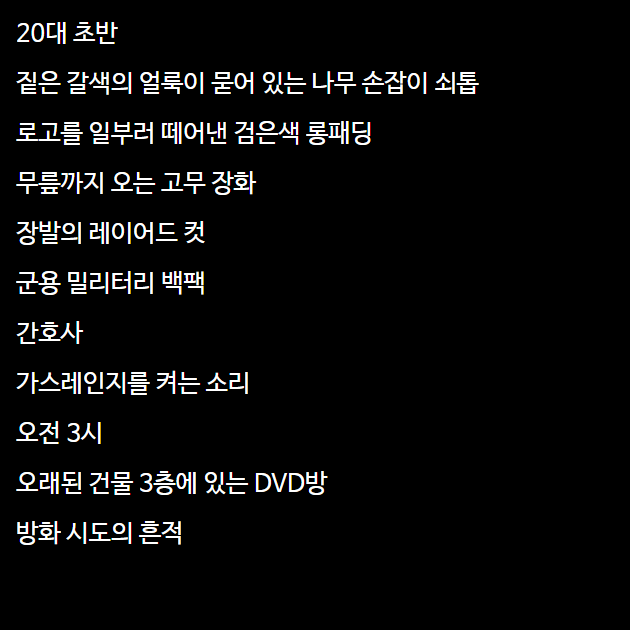 20대 초반
짙은 갈색의 얼룩이 묻어 있는 나무 손잡이 쇠톱
로고를 일부러 떼어낸 검은색 롱패딩
무릎까지 오는 고무 장화
장발의 레이어드 컷
군용 밀리터리 백팩
간호사
가스레인지를 켜는 소리
오전 3시
오래된 건물 3층에 있는 DVD방
방화 시도의 흔적